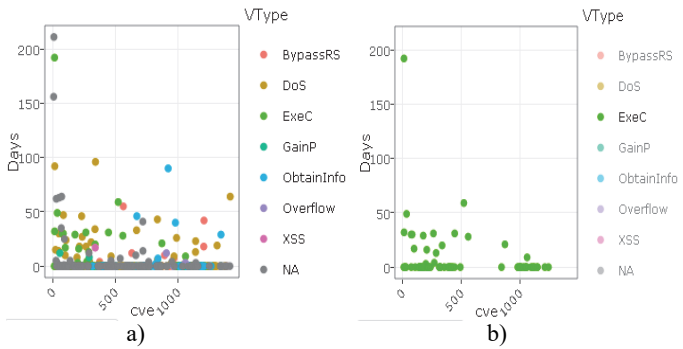 VType
200
150
100
50
0
Days
0
500
1000
cve
BypassRS
DoS
ExeC
GainP
ObtainInfo
Overflow
XSS
NA
a)
VType
200
150
100
50
0
Days
0
500
1000
cve
BypassRS
DoS
ExeC
GainP
ObtainInfo
Overflow
XSS
NA
b)